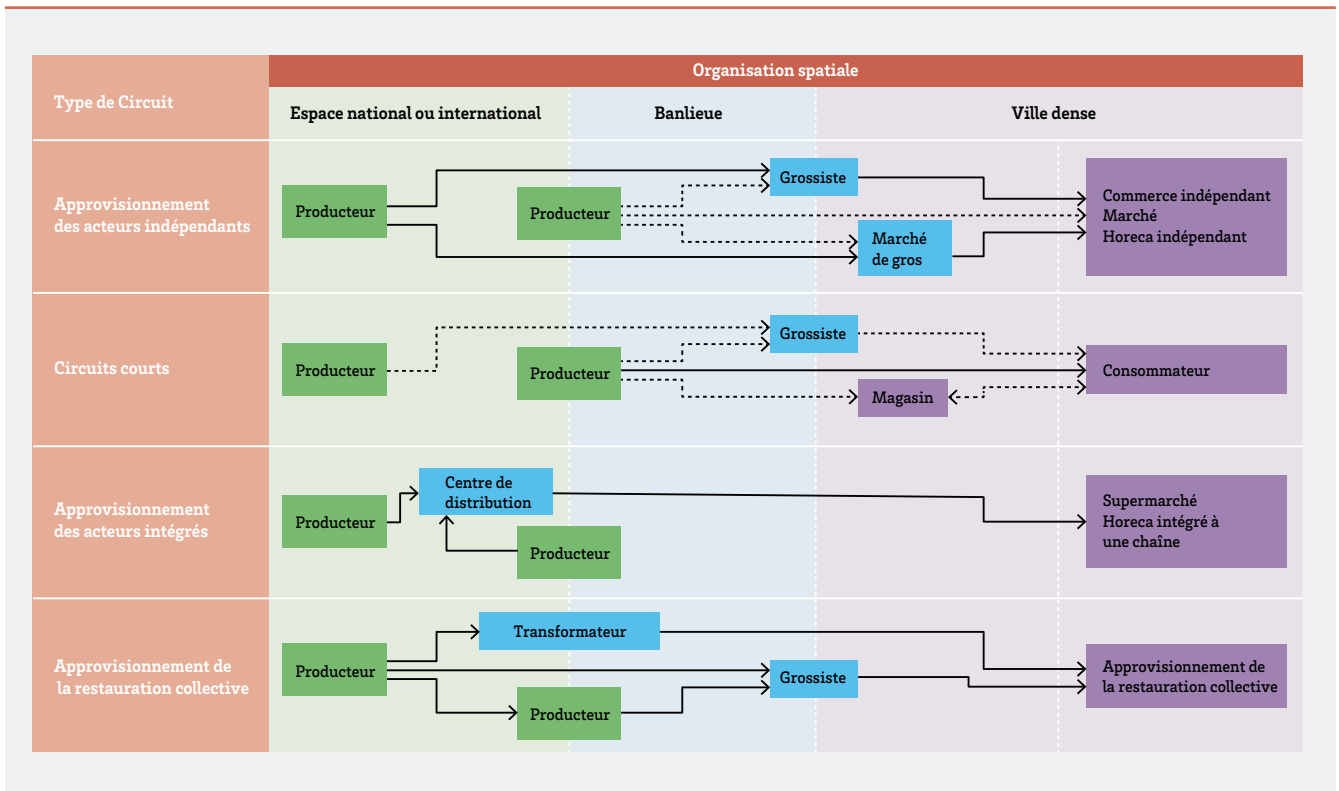 Organisation spatiale
Type de Circuit
Espace national ou international
Banlieue
Ville dense
Approvisionnement
des acteurs indépendants
Producteur
Producteur
Grossiste
Marché
de gros
Commerce indépendant
Marché
Horeca indépendant
Circuits courts
Producteur
Producteur
Grossiste
Magasin
Consommateur
Approvisionnement
des acteurs intégrés
Producteur
Centre de
distribution
Producteur
Supermarché
Horeca intégré à
une chaîne
Approvisionnement de
la restauration collective
Producteur
Transformateur
Producteur
Grossiste
Approvisionnement de
la restauration collective